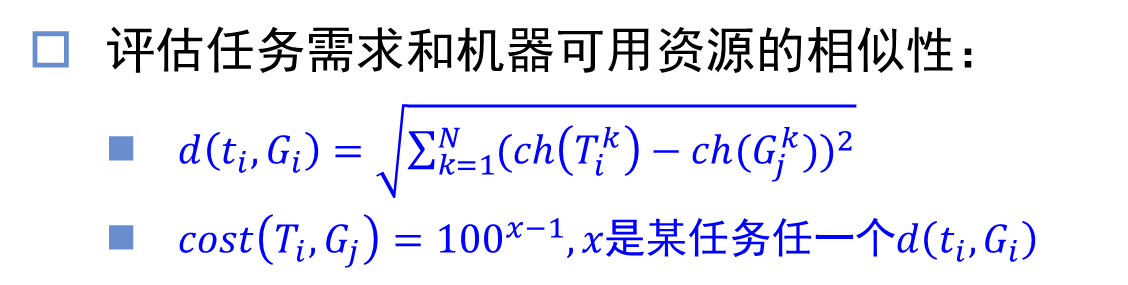 评估任务需求和机器可用资源的相似性：
d(t_i, G_i) = √(∑_{k=1}^{N}(ch(T_i^k) − ch(G_j^k))^2)
cost(T_i, G_j) = 100^{x−1}, x是某任务任一个d(t_i, G_i)